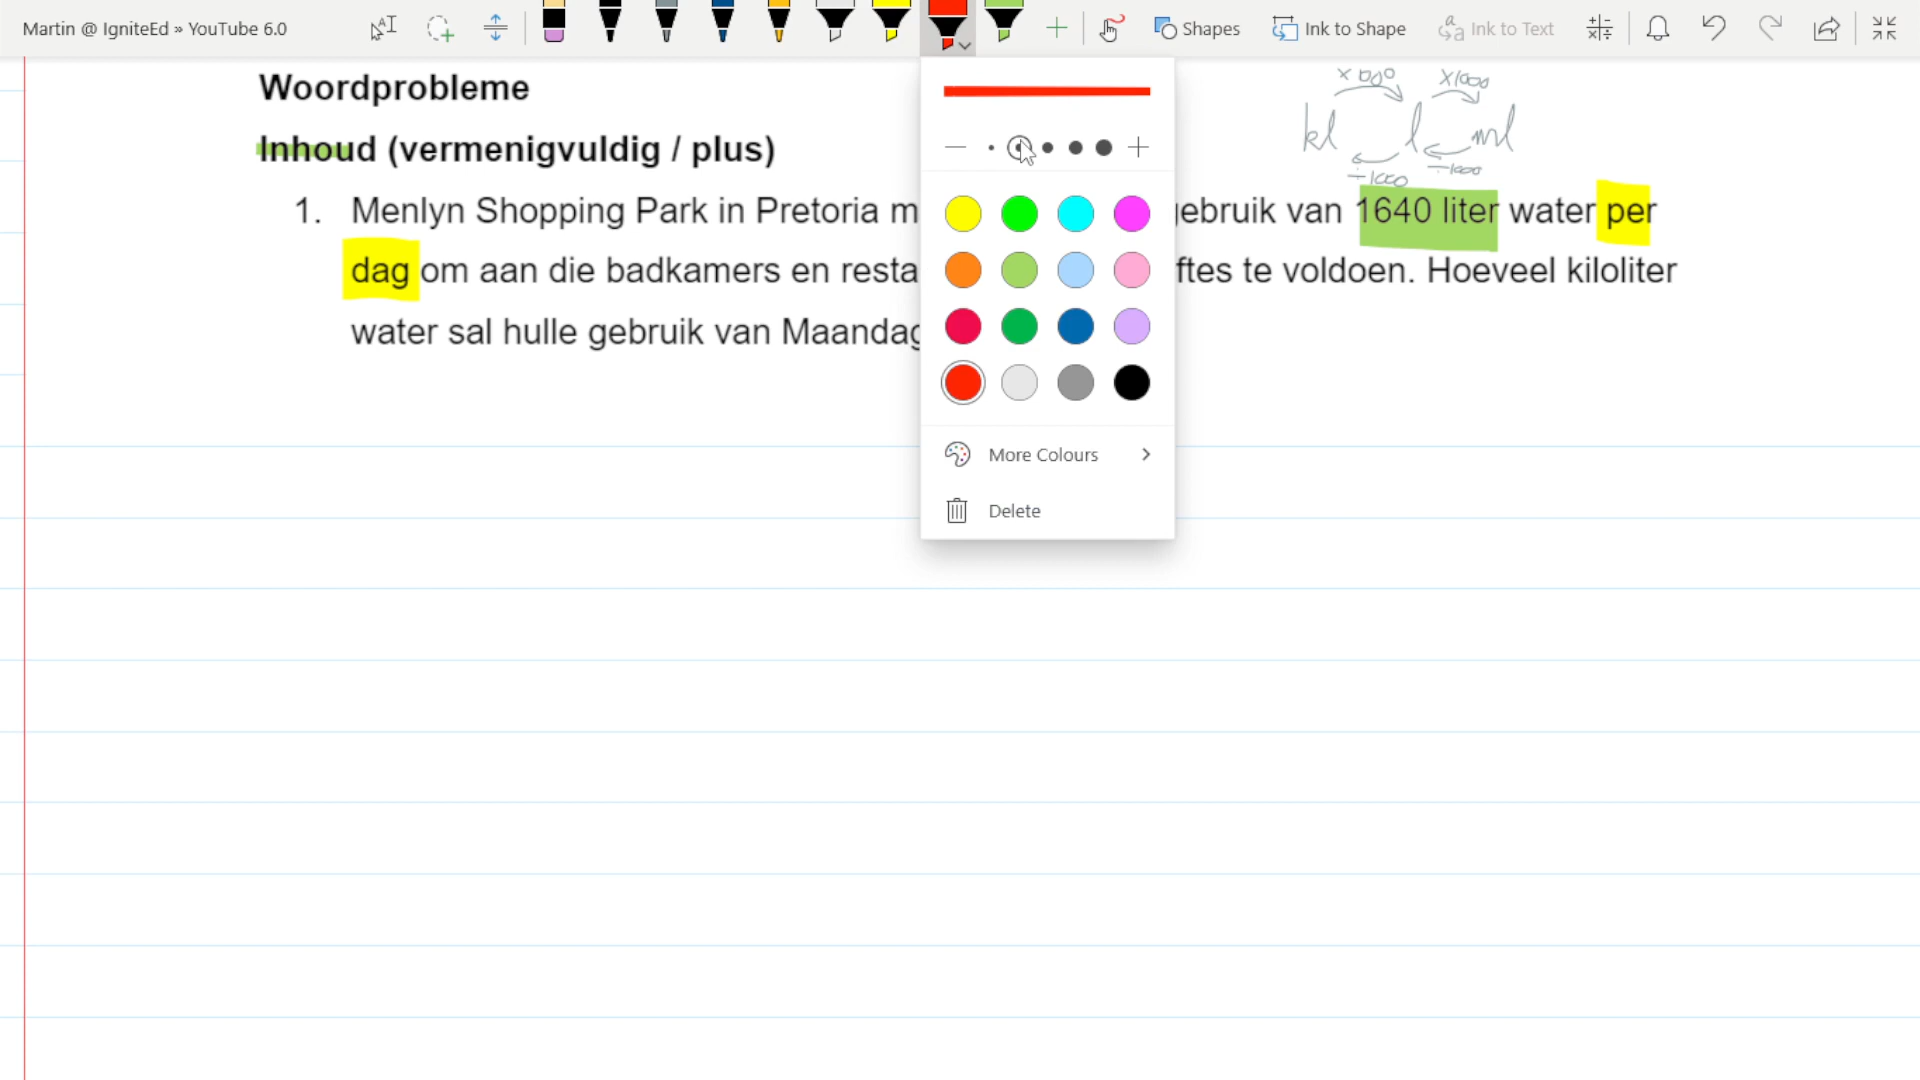 Martin @ IgniteEd » YouTube 6.0
Shapes
Ink to Shape
Ink to Text
Woordprobleme
Inhoud (vermenigvuldig / plus)
x1000 x1000
kl l ml
÷1000 ÷1000
1. Menlyn Shopping Park in Pretoria m
gebruik van 1640 liter water per
dag om aan die badkamers en resta
ftes te voldoen. Hoeveel kiloliter
water sal hulle gebruik van Maandag
More Colours
Delete